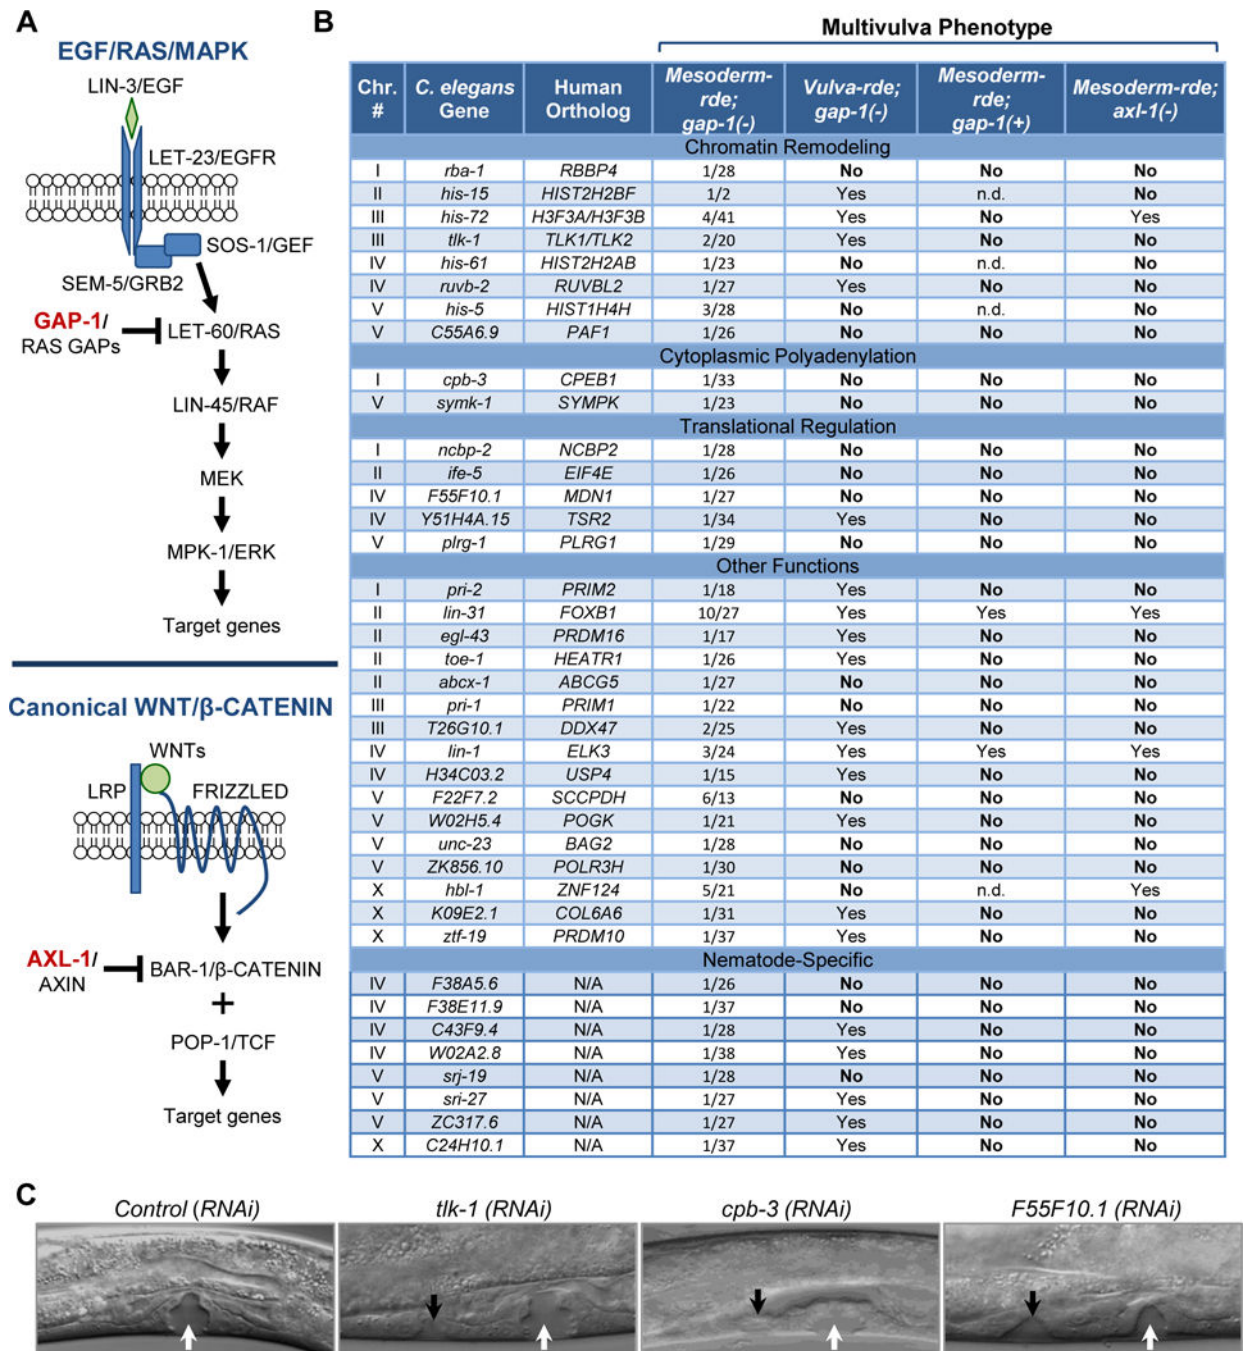 A
EGF/RAS/MAPK
LIN-3/EGF
LET-23/EGFR
SOS-1/GEF
SEM-5/GRB2
GAP-1/
RAS GAPs
LET-60/RAS
LIN-45/RAF
MEK
MPK-1/ERK
Target genes
Canonical WNT/β-CATENIN
WNTs
LRP
FRIZZLED
AXL-1/
AXIN
BAR-1/β-CATENIN
+
POP-1/TCF
Target genes
B
Multivulva Phenotype
Chr. # C. elegans Gene Human Ortholog Mesoderm-rde; gap-1(-) Vulva-rde; gap-1(-) Mesoderm-rde; gap-1(+) Mesoderm-rde; axl-1(-)
Chromatin Remodeling
I rba-1 RBBP4 1/28 No No No
II his-15 HIST2H2BF 1/2 Yes n.d. No
III his-72 H3F3A/H3F3B 4/41 Yes No Yes
III tlk-1 TLK1/TLK2 2/20 Yes No No
IV his-61 HIST2H2AB 1/23 No n.d. No
IV ruvb-2 RUVBL2 1/27 Yes No No
V his-5 HIST1H4H 3/28 No n.d. No
V C55A6.9 PAF1 1/26 No No No
Cytoplasmic Polyadenylation
I cpb-3 CPEB1 1/33 No No No
V symk-1 SYMPK 1/23 No No No
Translational Regulation
I ncbp-2 NCBP2 1/28 No No No
II ife-5 EIF4E 1/26 No No No
IV F55F10.1 MDN1 1/27 No No No
IV Y51H4A.15 TSR2 1/34 Yes No No
V plrg-1 PLRG1 1/29 No No No
Other Functions
I pri-2 PRIM2 1/18 Yes No No
II lin-31 FOXB1 10/27 Yes Yes Yes
II egl-43 PRDM16 1/17 Yes No No
II toe-1 HEATR1 1/26 Yes No No
II abcx-1 ABCG5 1/27 No No No
III pri-1 PRIM1 1/22 No No No
III T26G10.1 DDX47 2/25 Yes No No
IV lin-1 ELK3 3/24 Yes Yes Yes
IV H34C03.2 USP4 1/15 Yes No No
V F22F7.2 SCCPDH 6/13 No No No
V W02H5.4 POGK 1/21 Yes No No
V unc-23 BAG2 1/28 No No No
V ZK856.10 POLR3H 1/30 No No No
X hbl-1 ZNF124 5/21 No n.d. Yes
X K09E2.1 COL6A6 1/31 Yes No No
X ztf-19 PRDM10 1/37 Yes No No
Nematode-Specific
IV F38A5.6 N/A 1/26 No No No
IV F38E11.9 N/A 1/37 No No No
IV C43F9.4 N/A 1/28 Yes No No
IV W02A2.8 N/A 1/38 Yes No No
V srj-19 N/A 1/28 No No No
V sri-27 N/A 1/27 Yes No No
V ZC317.6 N/A 1/27 Yes No No
X C24H10.1 N/A 1/37 Yes No No
C
Control (RNAi) tlk-1 (RNAi) cpb-3 (RNAi) F55F10.1 (RNAi)